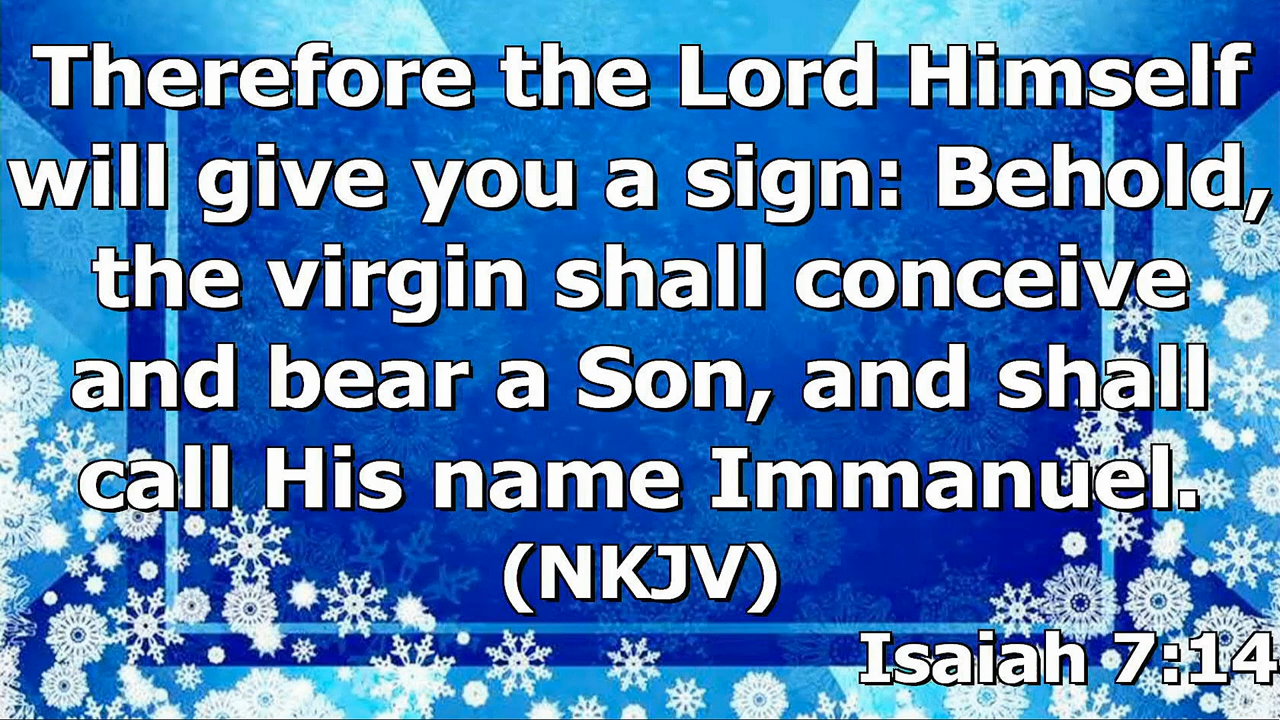 Therefore the Lord Himself
will give you a sign: Behold,
the virgin shall conceive
and bear a Son, and shall
call His name Immanuel.
(NKJV)
Isaiah 7:14